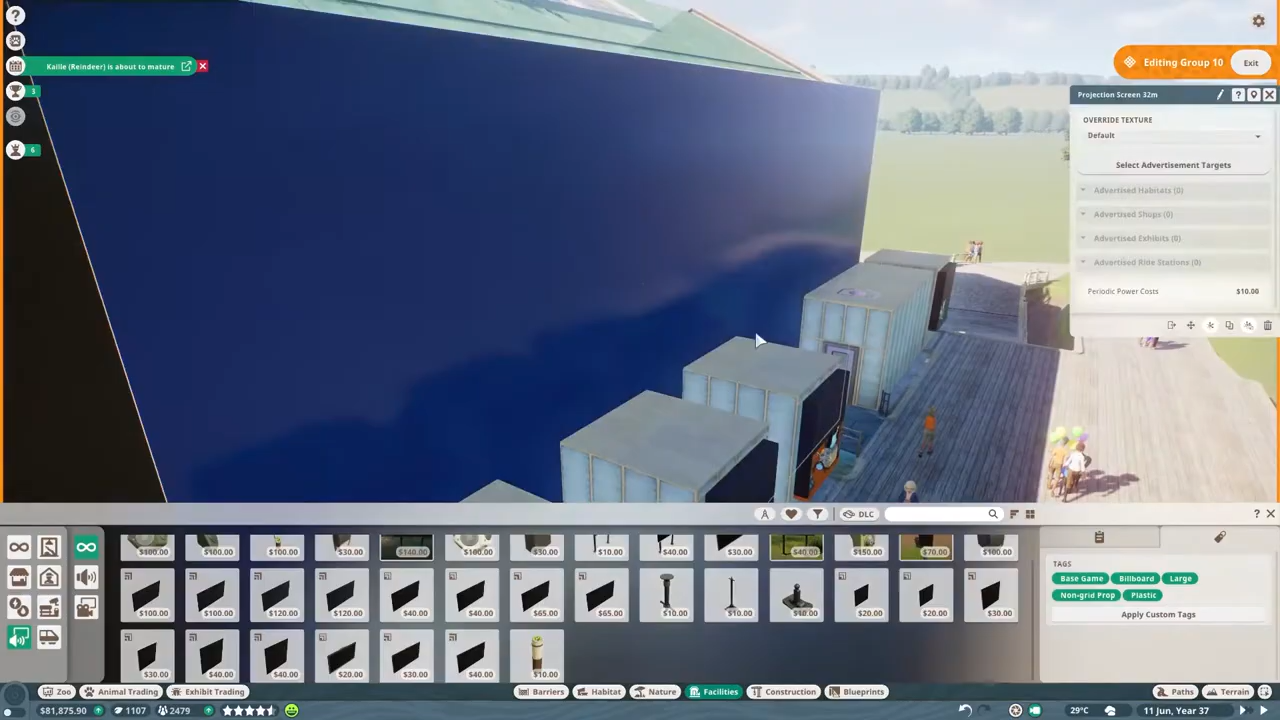 ?
Kallie (Reindeer) is about to mature
3
6
Editing Group 10
Exit
Projection Screen 32m
?
OVERRIDE TEXTURE
Default
Select Advertisement Targets
Advertised Habitats (0)
Advertised Shops (0)
Advertised Exhibits (0)
Advertised Ride Stations (0)
Periodic Power Costs $10.00
DLC
?
$100.00 $100.00 $100.00 $30.00 $140.00 $100.00 $30.00 $10.00 $40.00 $30.00 $40.00 $150.00 $70.00 $100.00
$100.00 $100.00 $120.00 $120.00 $40.00 $40.00 $65.00 $65.00 $10.00 $10.00 $10.00 $20.00 $20.00 $30.00
$30.00 $40.00 $40.00 $20.00 $30.00 $40.00 $10.00
TAGS
Base Game Billboard Large
Non-grid Prop Plastic
Apply Custom Tags
Zoo Animal Trading Exhibit Trading Barriers Habitat Nature Facilities Construction Blueprints Paths Terrain
$81,875.90 1107 2479 29°C 11 Jun, Year 37